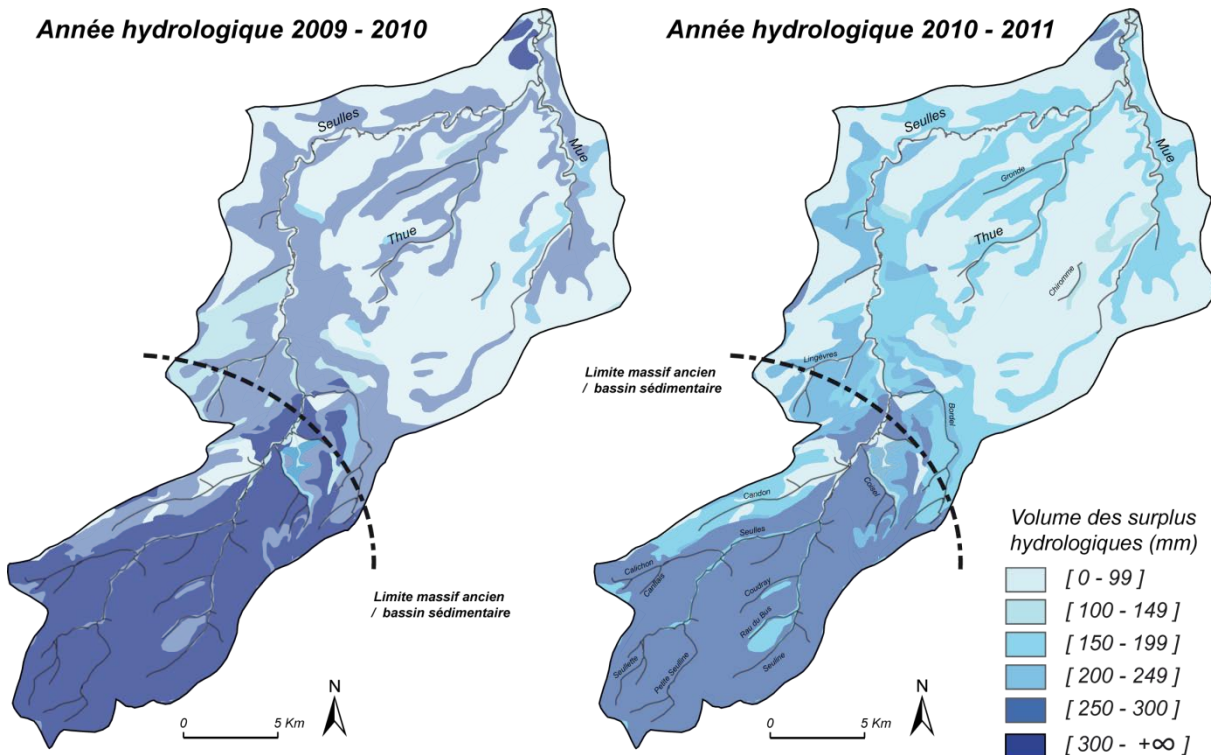 Année hydrologique 2009 - 2010
Seulles
Mue
Thue
Limite massif ancien
/ bassin sédimentaire
0
5 Km
N
Année hydrologique 2010 - 2011
Seulles
Mue
Gronde
Thue
Chiromme
Lingèvres
Limite massif ancien
/ bassin sédimentaire
Bordel
Candon
Coisel
Seulles
Calichon
Canibais
Coudray
Rau du Bus
Seulline
Seullette
Petite Seulline
0
5 Km
N
Volume des surplus
hydrologiques (mm)
[ 0 - 99 ]
[ 100 - 149 ]
[ 150 - 199 ]
[ 200 - 249 ]
[ 250 - 300 ]
[ 300 - +∞ ]